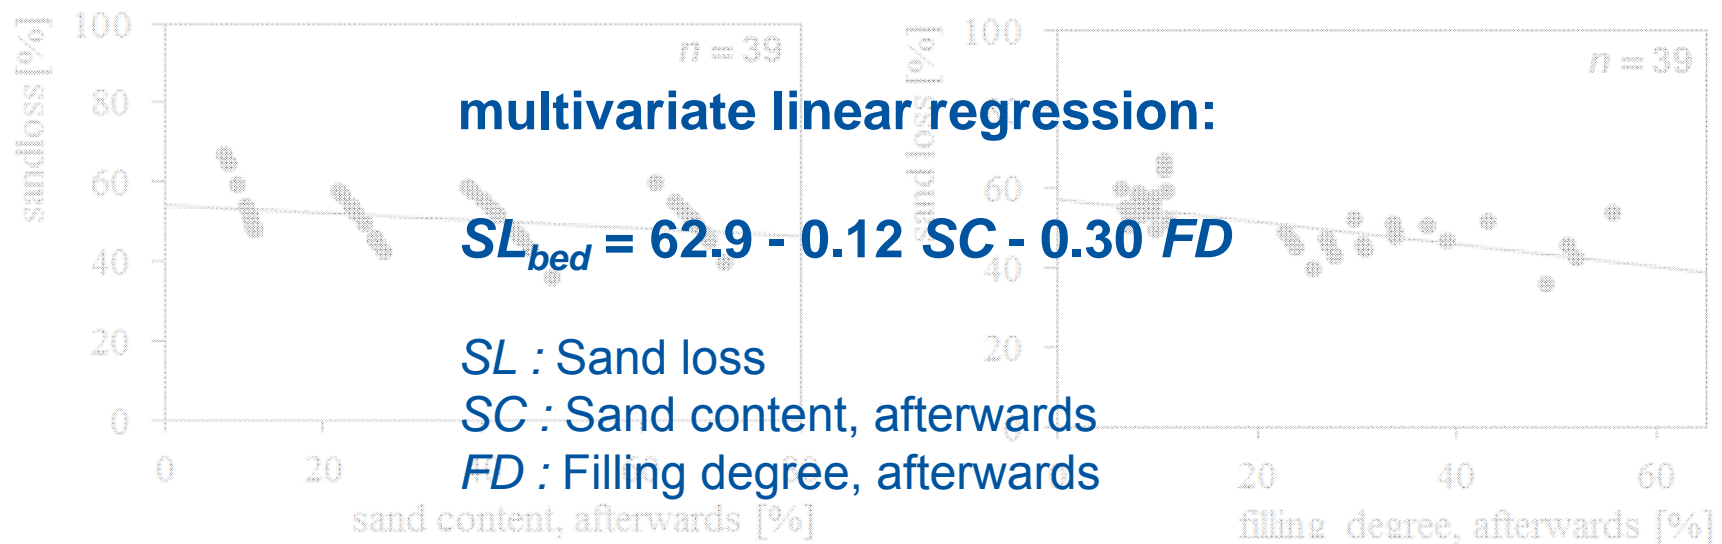 sandloss [%]
100
80
60
40
20
0
0
20
n = 39
sand content, afterwards [%]
sand loss [%]
100
60
40
20
20
40
60
n = 39
filling degree, afterwards [%]
multivariate linear regression:
SLbed = 62.9 - 0.12 SC - 0.30 FD
SL : Sand loss
SC : Sand content, afterwards
FD : Filling degree, afterwards